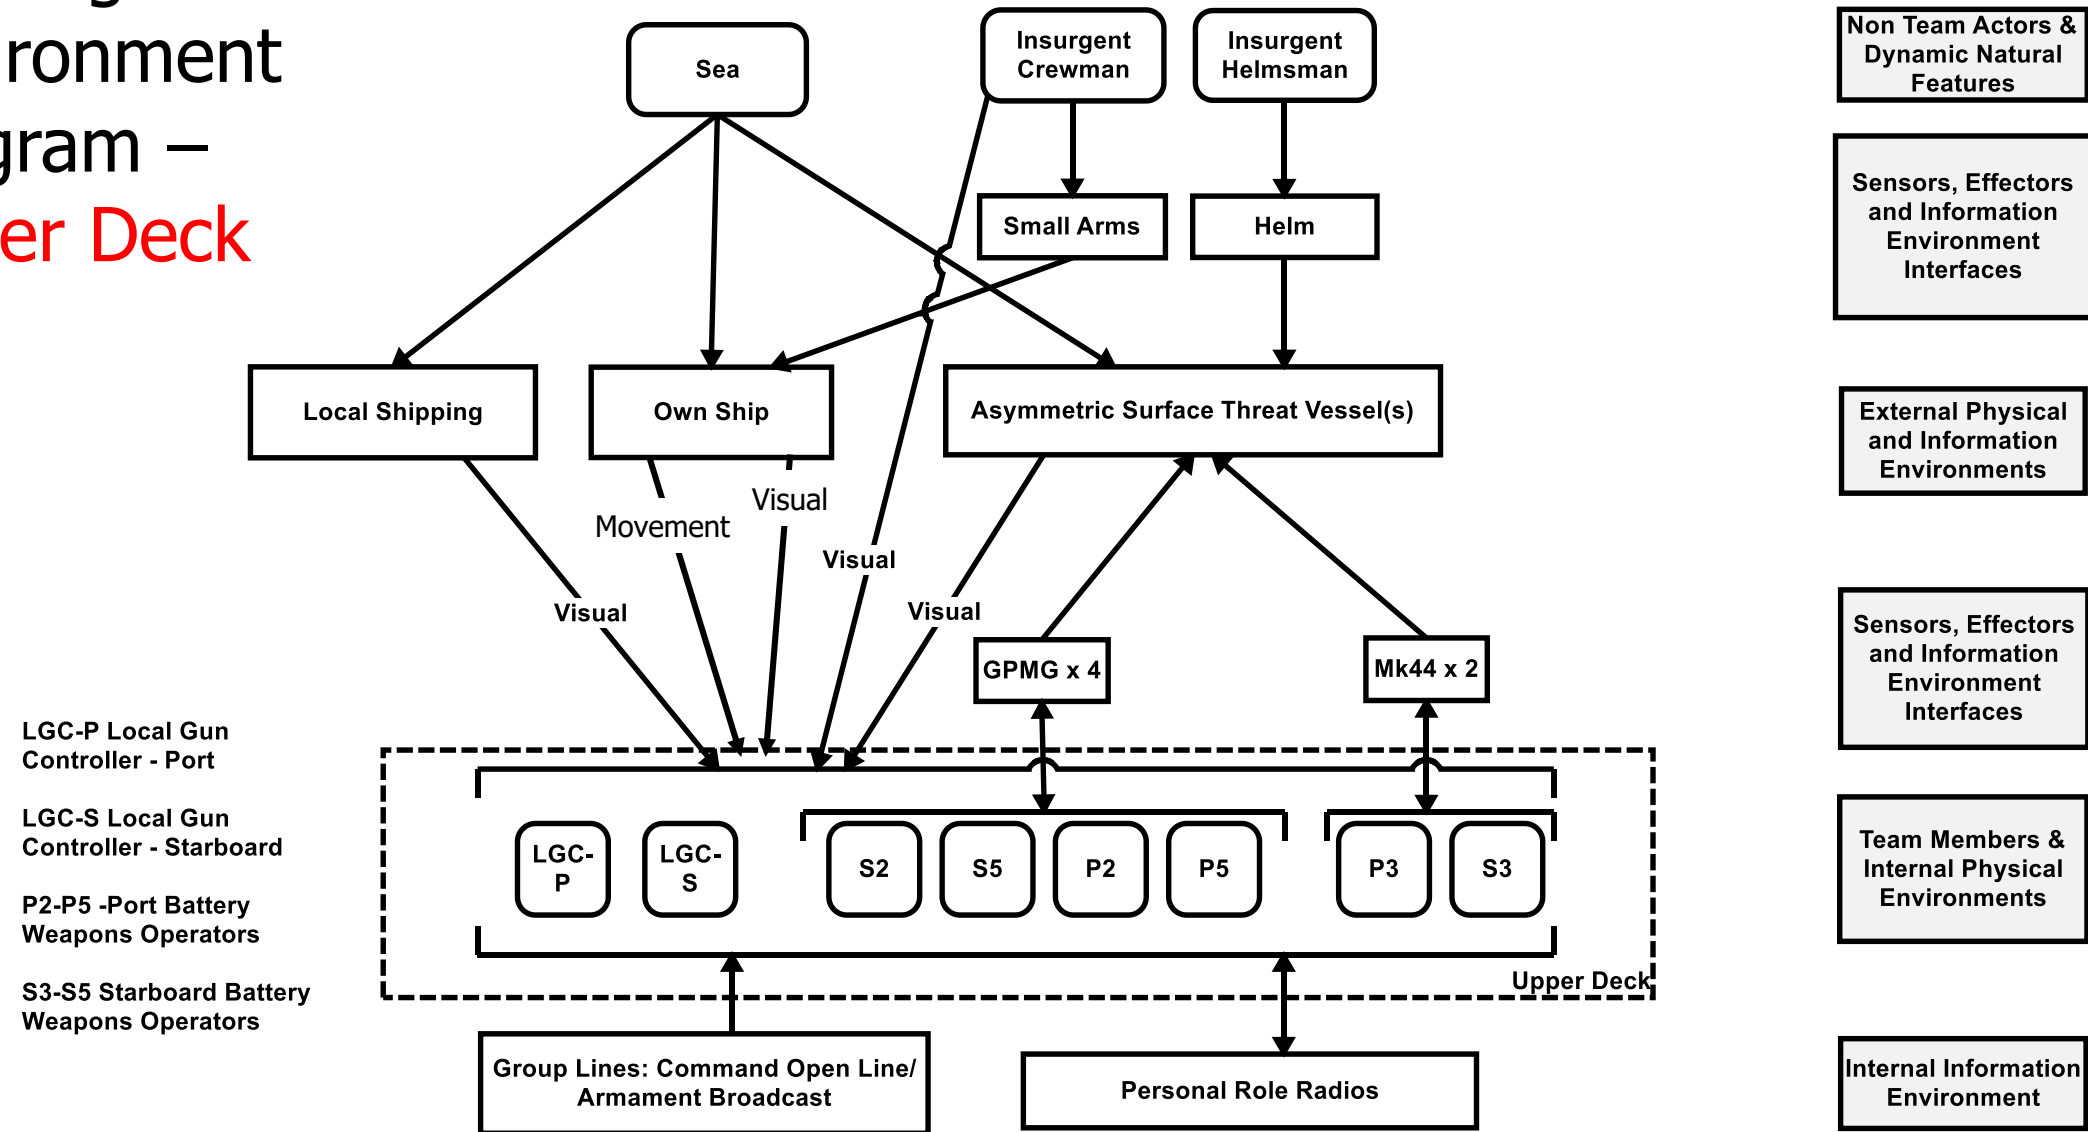 ronment
gram –
er Deck
Sea
Insurgent
Crewman
Insurgent
Helmsman
Non Team Actors &
Dynamic Natural
Features
Small Arms
Helm
Sensors, Effectors
and Information
Environment
Interfaces
Local Shipping
Own Ship
Asymmetric Surface Threat Vessel(s)
External Physical
and Information
Environments
Movement
Visual
Visual
Visual
Visual
GPMG x 4
Mk44 x 2
Sensors, Effectors
and Information
Environment
Interfaces
LGC-P Local Gun
Controller - Port
LGC-S Local Gun
Controller - Starboard
P2-P5 -Port Battery
Weapons Operators
S3-S5 Starboard Battery
Weapons Operators
LGC-
P
LGC-
S
S2
S5
P2
P5
P3
S3
Upper Deck
Team Members &
Internal Physical
Environments
Group Lines: Command Open Line/
Armament Broadcast
Personal Role Radios
Internal Information
Environment